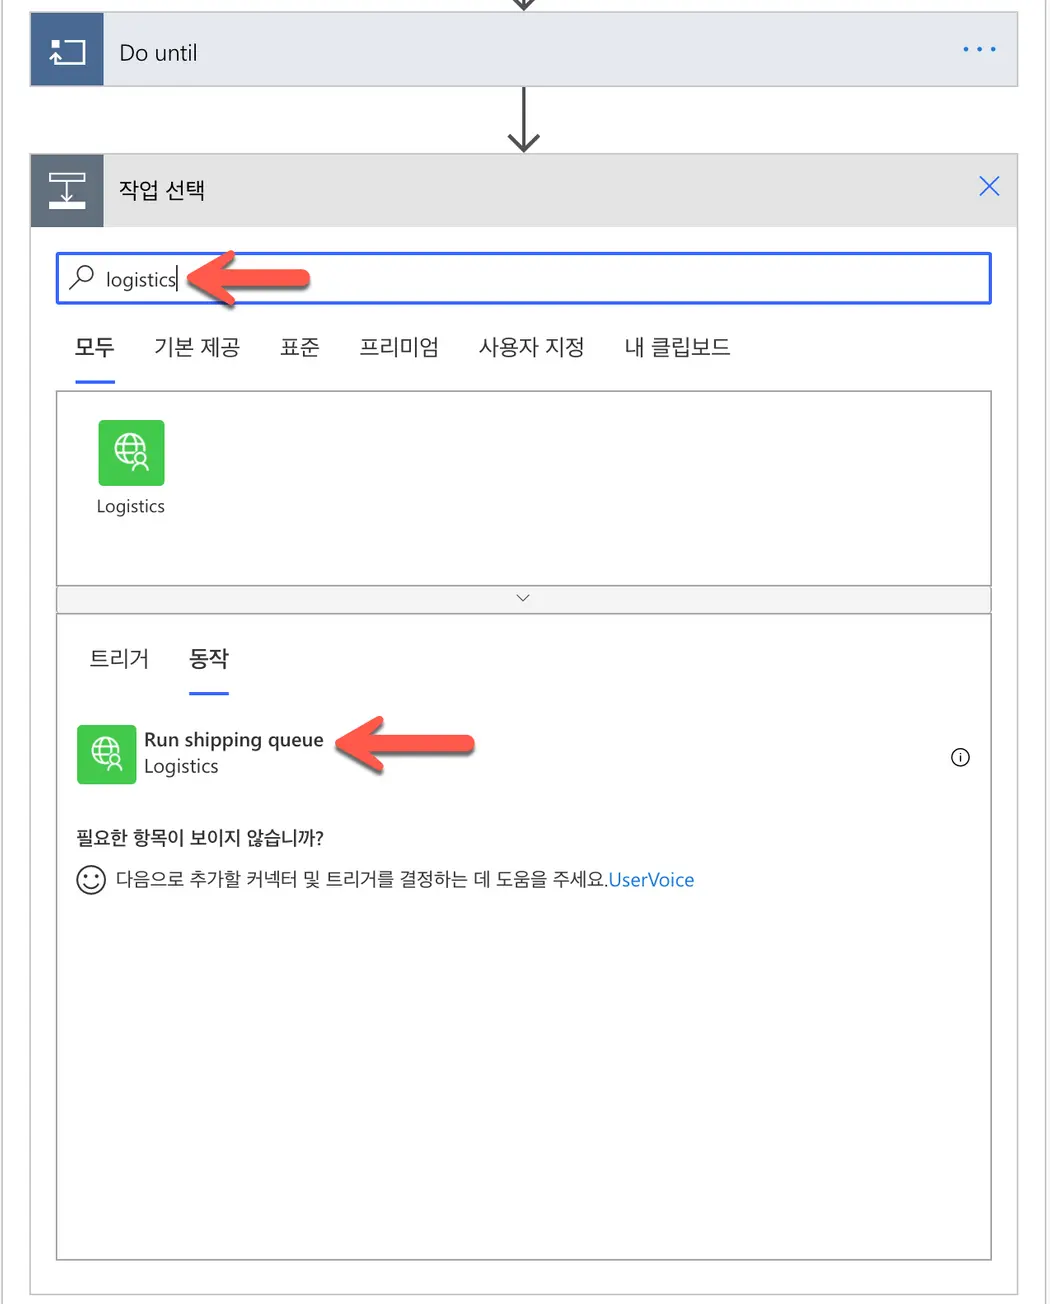 Do until
작업 선택
logistics
모두 기본 제공 표준 프리미엄 사용자 지정 내 클립보드
Logistics
트리거 동작
Run shipping queue
Logistics
필요한 항목이 보이지 않습니까?
다음으로 추가할 커넥터 및 트리거를 결정하는 데 도움을 주세요.UserVoice